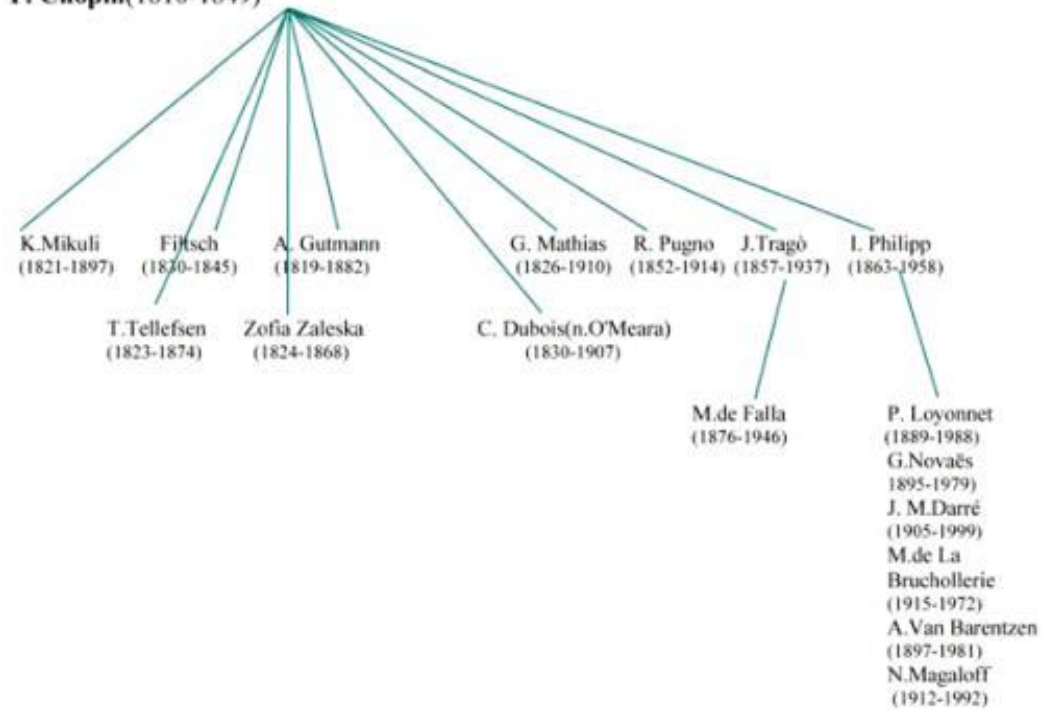 F. Chopin(1810-1849)
K.Mikuli
(1821-1897)
Filtsch
(1830-1845)
A. Gutmann
(1819-1882)
G. Mathias
(1826-1910)
R. Pugno
(1852-1914)
J.Tragò
(1857-1937)
I. Philipp
(1863-1958)
T.Tellefsen
(1823-1874)
Zofia Zaleska
(1824-1868)
C. Dubois(n.O'Meara)
(1830-1907)
M.de Falla
(1876-1946)
P. Loyonnet
(1889-1988)
G.Novaës
1895-1979)
J. M.Darré
(1905-1999)
M.de La
Bruchollerie
(1915-1972)
A.Van Barentzen
(1897-1981)
N.Magaloff
(1912-1992)